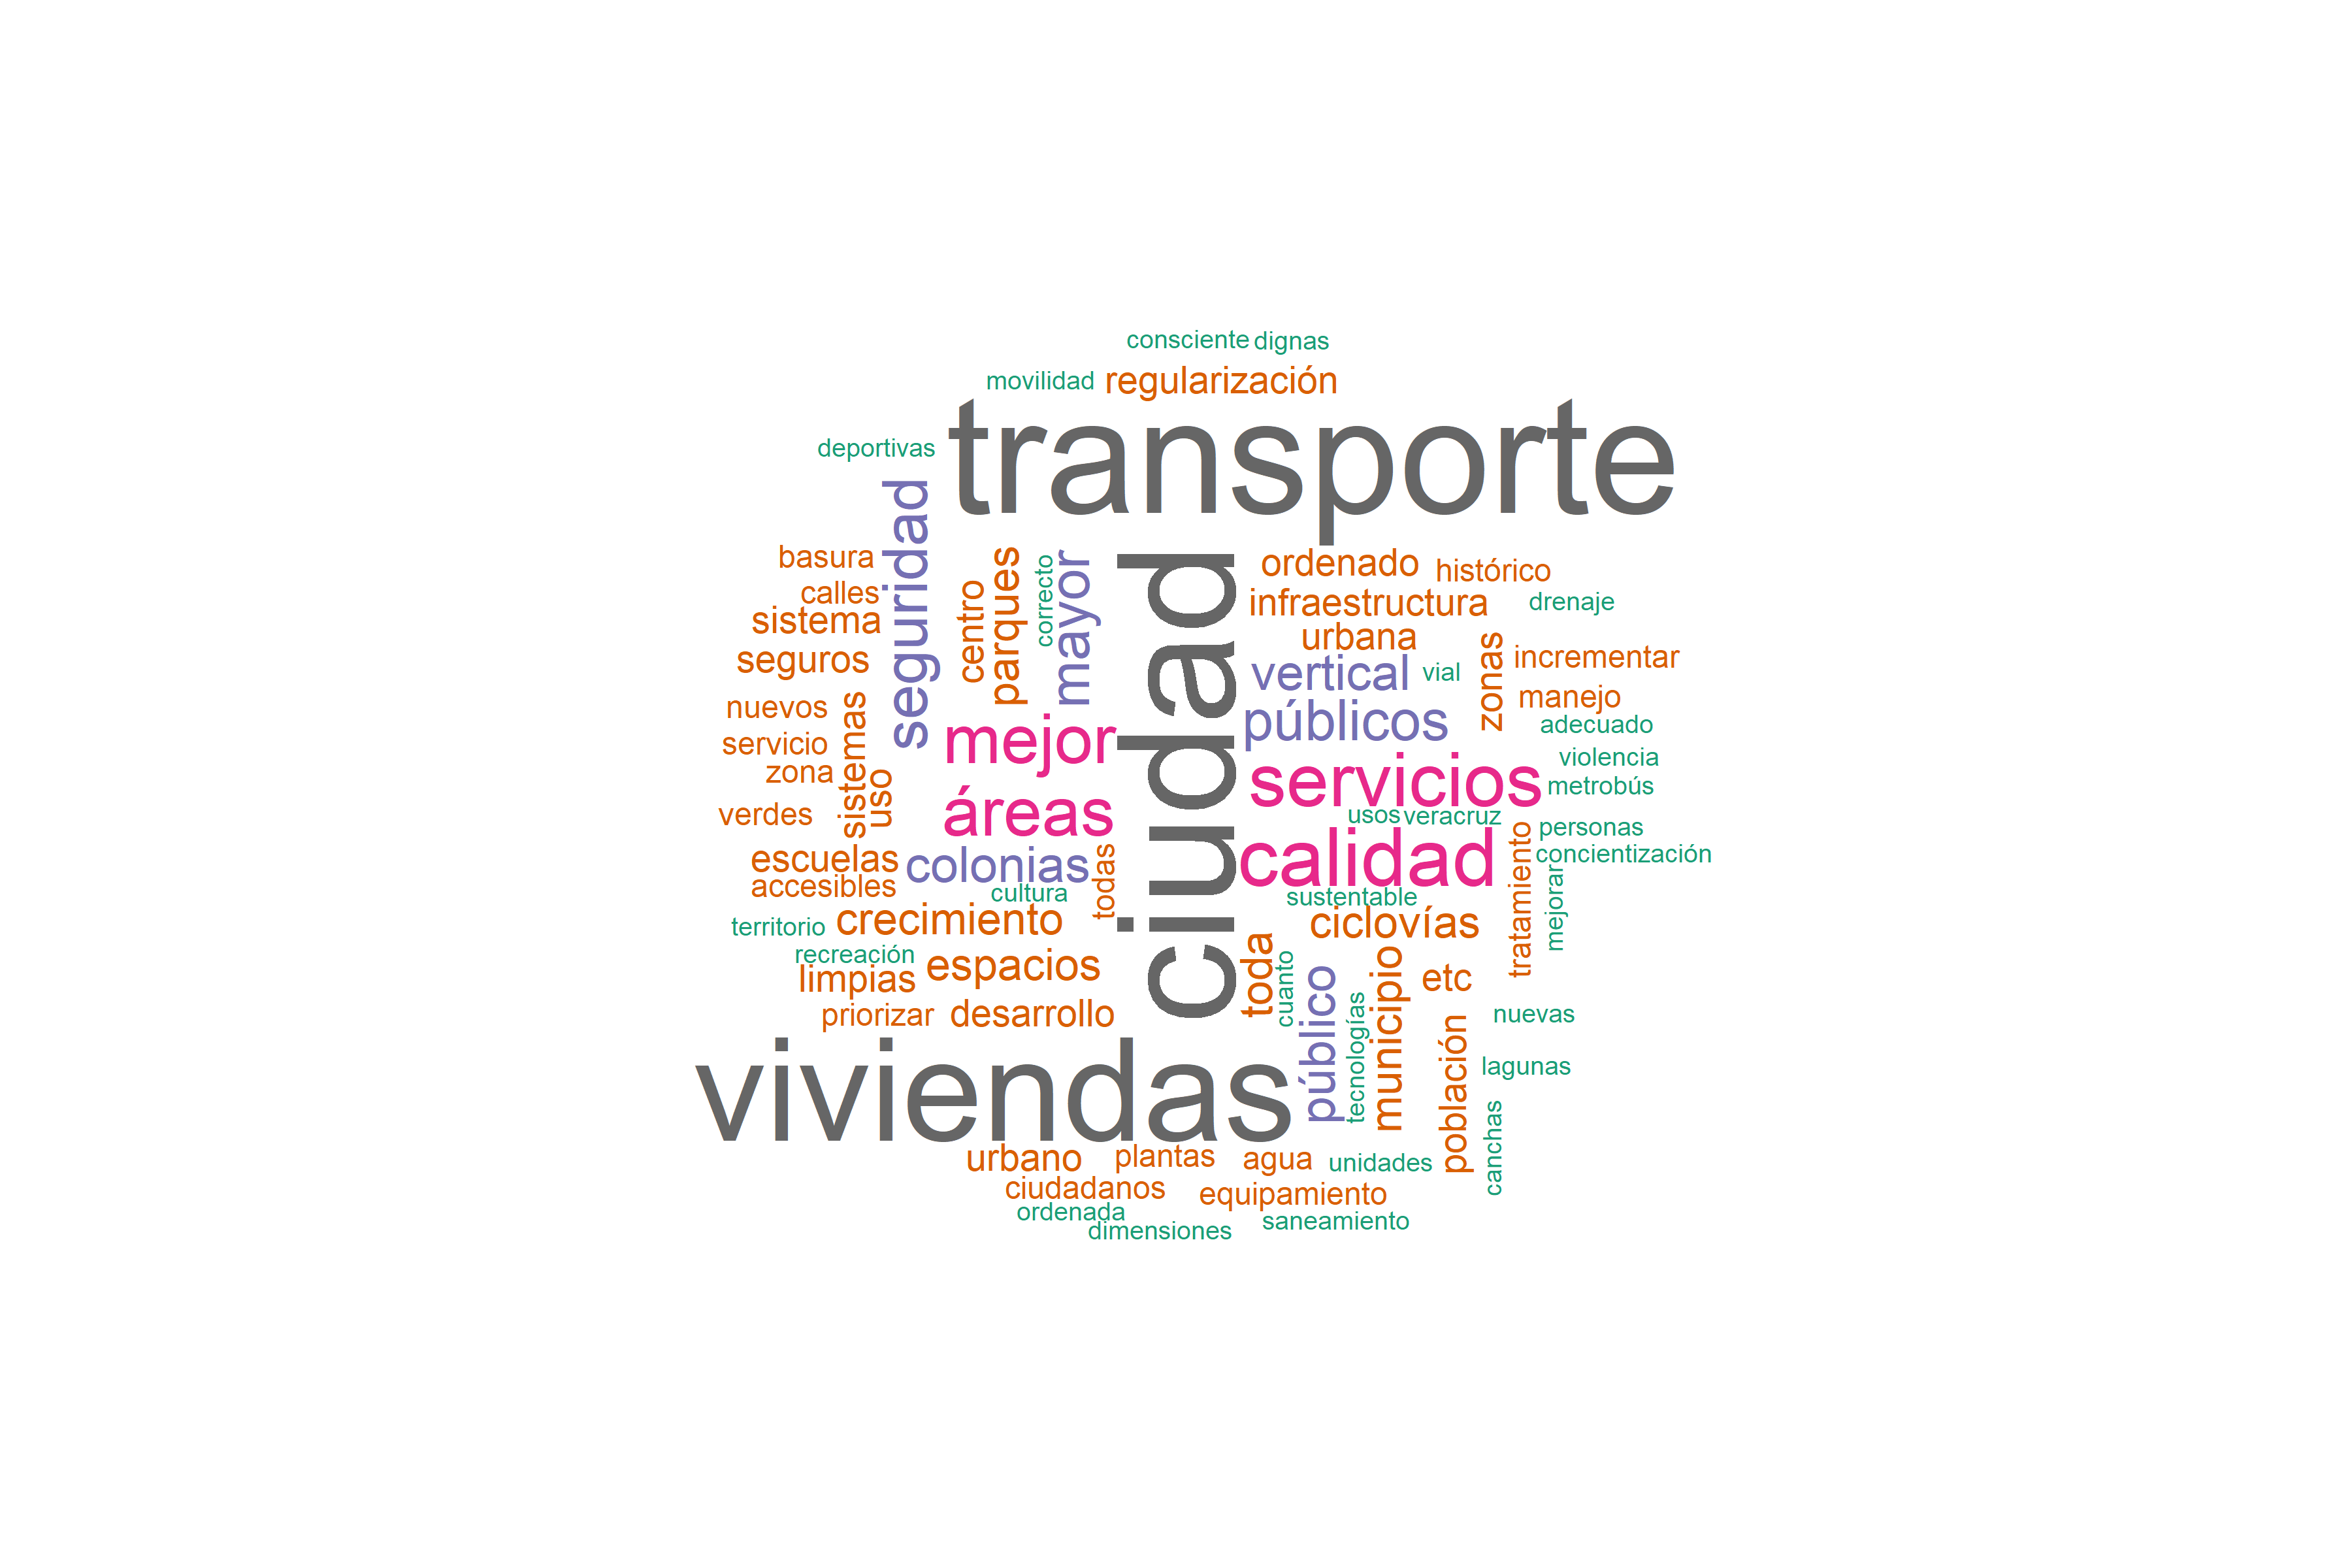 consciente
dignas
movilidad
regularización
transporte
deportivas
seguridad
basura
calles
sistema
seguros
centro
parques
correcto
mayor
ciudad
ordenado
histórico
infraestructura
drenaje
urbana
vertical
vial
zonas
incrementar
manejo
públicos
adecuado
nuevos
servicio
zona
sistemas
uso
mejor
servicios
violencia
metrobús
verdes
áreas
usos
veracruz
calidad
tratamiento
personas
concientización
mejorar
escuelas
accesibles
colonias
cultura
todas
sustentable
territorio
crecimiento
ciclovías
recreación
limpias
espacios
toda
cuanto
público
tecnologías
municipio
etc
priorizar
desarrollo
nuevas
población
lagunas
canchas
viviendas
urbano
plantas
agua
unidades
ciudadanos
equipamiento
ordenada
dimensiones
saneamiento